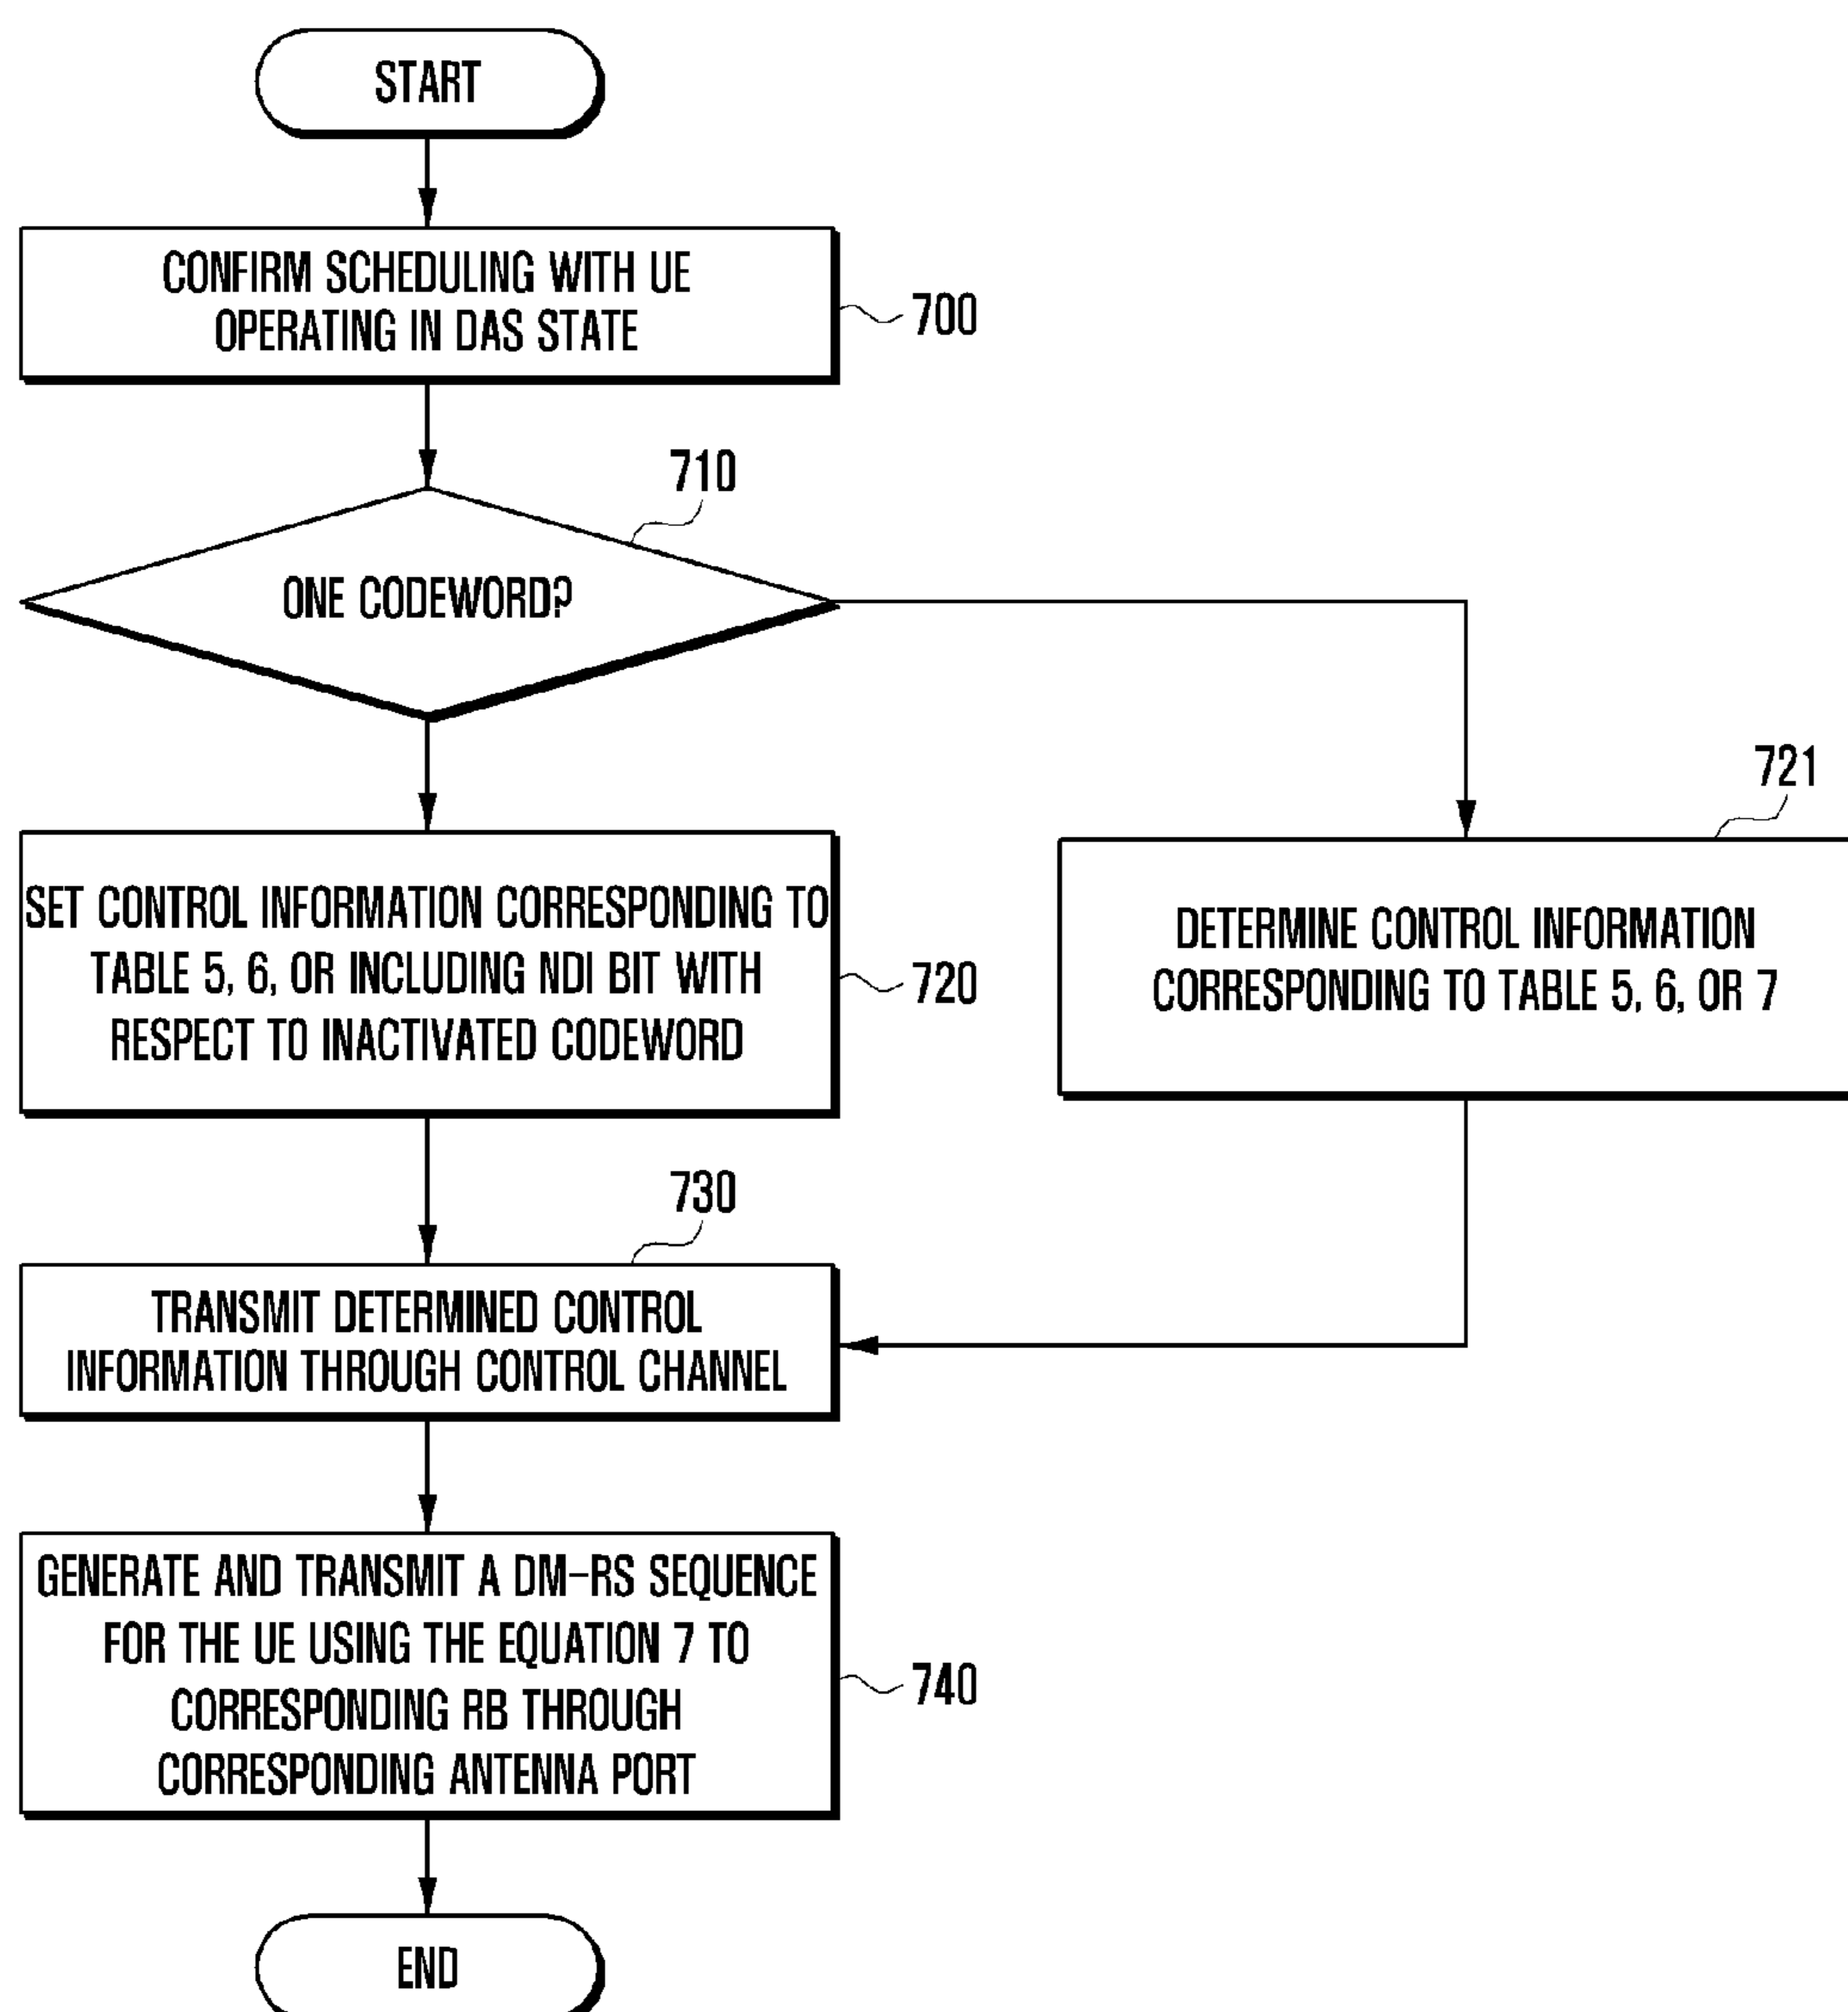 START
CONFIRM SCHEDULING WITH UE
OPERATING IN DAS STATE
700
710
ONE CODEWORD?
721
SET CONTROL INFORMATION CORRESPONDING TO
TABLE 5, 6, OR INCLUDING NDI BIT WITH
RESPECT TO INACTIVATED CODEWORD
720
DETERMINE CONTROL INFORMATION
CORRESPONDING TO TABLE 5, 6, OR 7
730
TRANSMIT DETERMINED CONTROL
INFORMATION THROUGH CONTROL CHANNEL
GENERATE AND TRANSMIT A DM-RS SEQUENCE
FOR THE UE USING THE EQUATION 7 TO
CORRESPONDING RB THROUGH
CORRESPONDING ANTENNA PORT
740
END